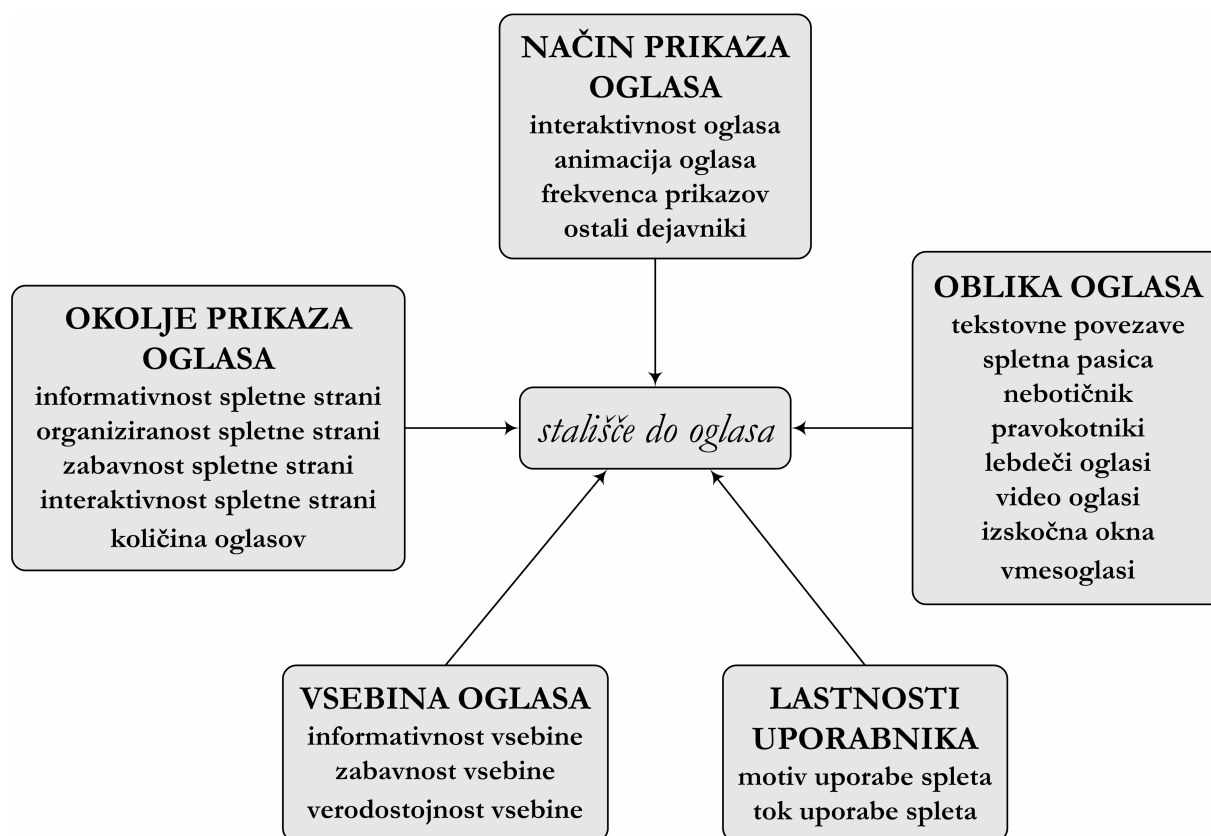 NAČIN PRIKAZA
OGLASA
interaktivnost oglasa
animacija oglasa
frekvenca prikazov
ostali dejavniki
OKOLJE PRIKAZA
OGLASA
informativnost spletne strani
organiziranost spletne strani
zabavnost spletne strani
interaktivnost spletne strani
količina oglasov
stališče do oglasa
OBLIKA OGLASA
tekstovne povezave
spletna pasica
nebotičnik
pravokotniki
lebdeči oglasi
video oglasi
izskočna okna
vmesoglasi
VSEBINA OGLASA
informativnost vsebine
zabavnost vsebine
verodostojnost vsebine
LASTNOSTI
UPORABNIKA
motiv uporabe spleta
tok uporabe spleta